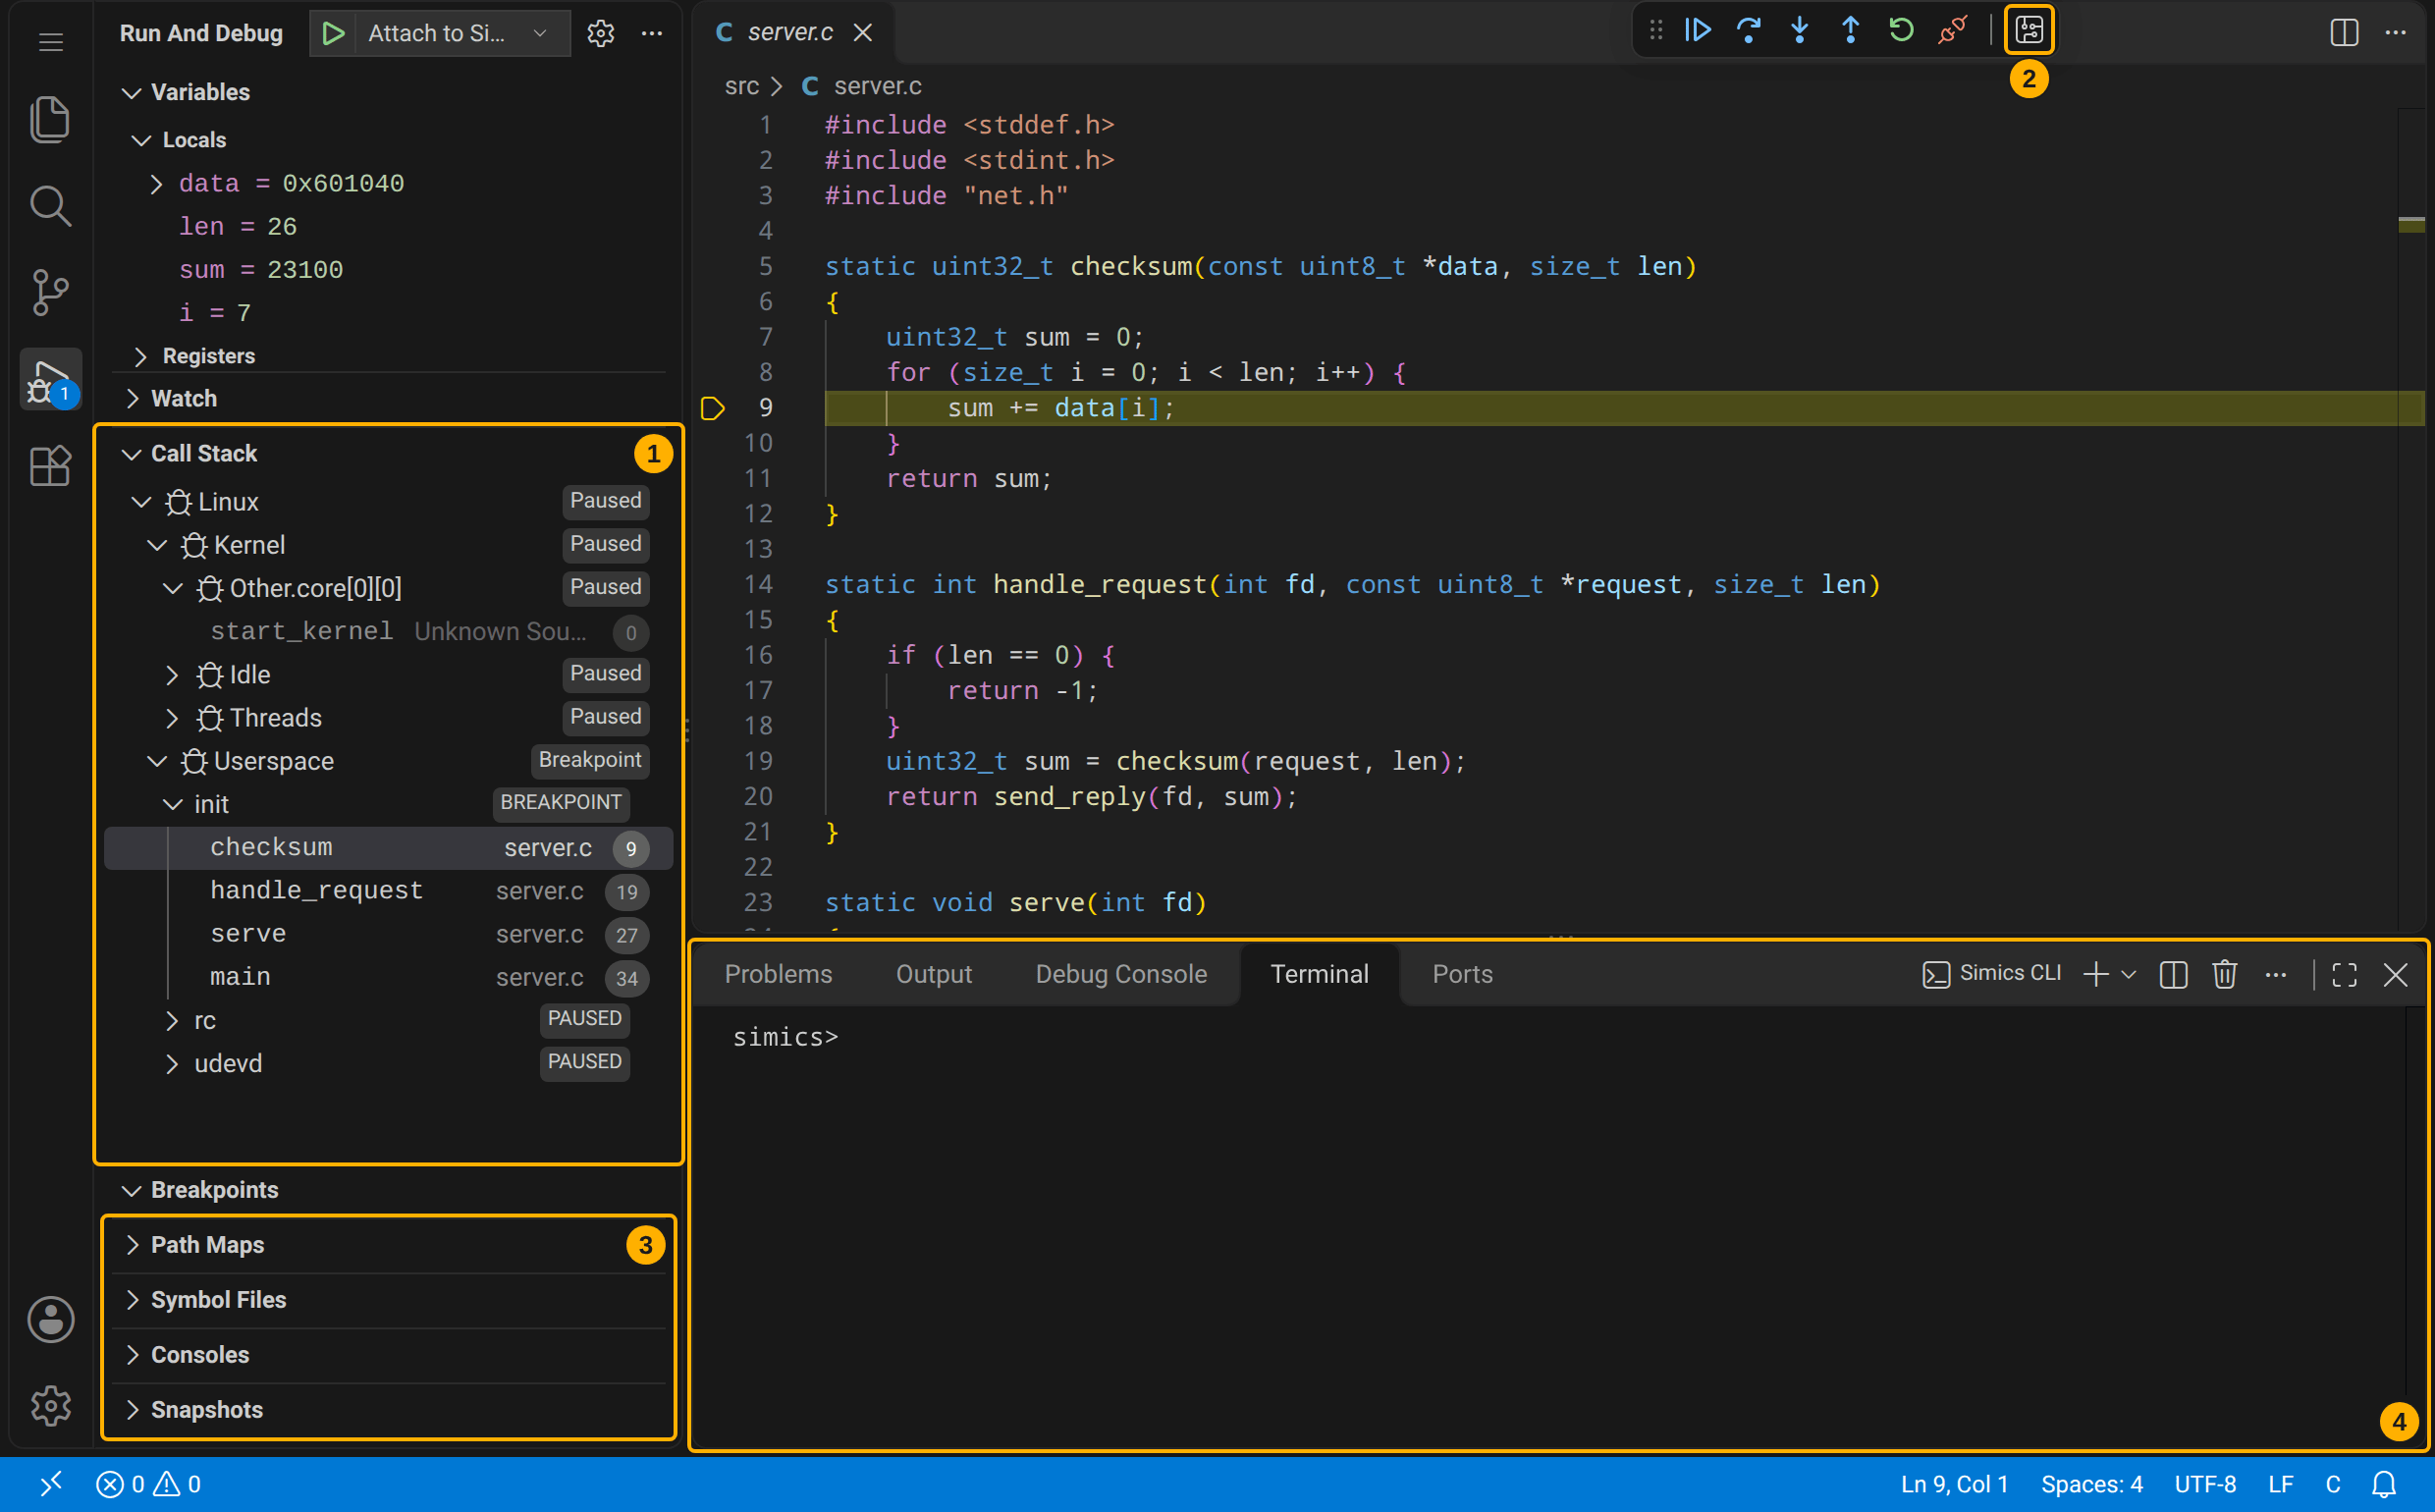 Run And Debug
Attach to Si...
Variables
Locals
data = 0x601040
len = 26
sum = 23100
i = 7
Registers
Watch
1
Call Stack
1
Linux Paused
Kernel Paused
Other.core[0][0] Paused
start_kernel Unknown Sou... 0
Idle Paused
Threads Paused
Userspace Breakpoint
init BREAKPOINT
checksum server.c 9
handle_request server.c 19
serve server.c 27
main server.c 34
rc PAUSED
udevd PAUSED
Breakpoints
Path Maps
3
Symbol Files
Consoles
Snapshots
C server.c
2
src > C server.c
1 #include <stddef.h>
2 #include <stdint.h>
3 #include "net.h"
4
5 static uint32_t checksum(const uint8_t *data, size_t len)
6 {
7 uint32_t sum = 0;
8 for (size_t i = 0; i < len; i++) {
9 sum += data[i];
10 }
11 return sum;
12 }
13
14 static int handle_request(int fd, const uint8_t *request, size_t len)
15 {
16 if (len == 0) {
17 return -1;
18 }
19 uint32_t sum = checksum(request, len);
20 return send_reply(fd, sum);
21 }
22
23 static void serve(int fd)
Problems Output Debug Console Terminal Ports
Simics CLI
simics>
4
0 0
Ln 9, Col 1 Spaces: 4 UTF-8 LF C